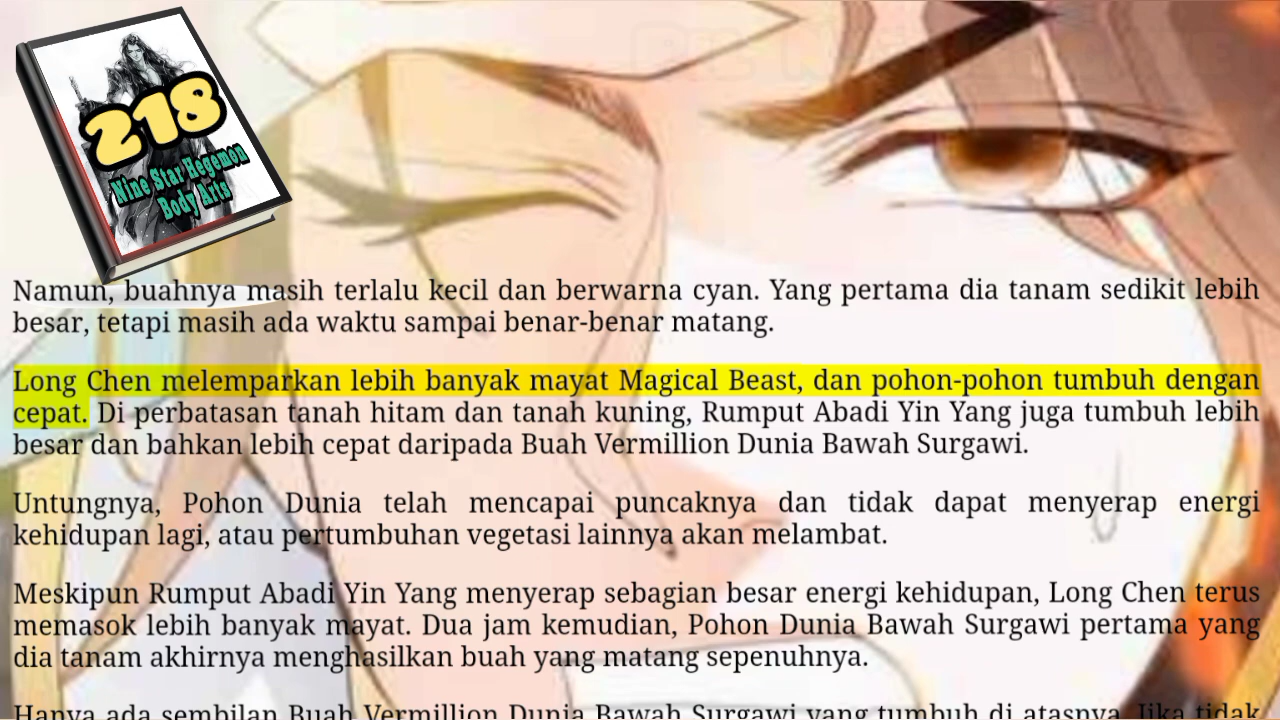 218
Nine Star Hegemon
Body Arts
Namun, buahnya masih terlalu kecil dan berwarna cyan. Yang pertama dia tanam sedikit lebih
besar, tetapi masih ada waktu sampai benar-benar matang.
Long Chen melemparkan lebih banyak mayat Magical Beast, dan pohon-pohon tumbuh dengan
cepat. Di perbatasan tanah hitam dan tanah kuning, Rumput Abadi Yin Yang juga tumbuh lebih
besar dan bahkan lebih cepat daripada Buah Vermillion Dunia Bawah Surgawi.
Untungnya, Pohon Dunia telah mencapai puncaknya dan tidak dapat menyerap energi
kehidupan lagi, atau pertumbuhan vegetasi lainnya akan melambat.
Meskipun Rumput Abadi Yin Yang menyerap sebagian besar energi kehidupan, Long Chen terus
memasok lebih banyak mayat. Dua jam kemudian, Pohon Dunia Bawah Surgawi pertama yang
dia tanam akhirnya menghasilkan buah yang matang sepenuhnya.
Hanya ada sembilan Buah Vermillion Dunia Bawah Surgawi yang tumbuh di atasnya. Jika tidak